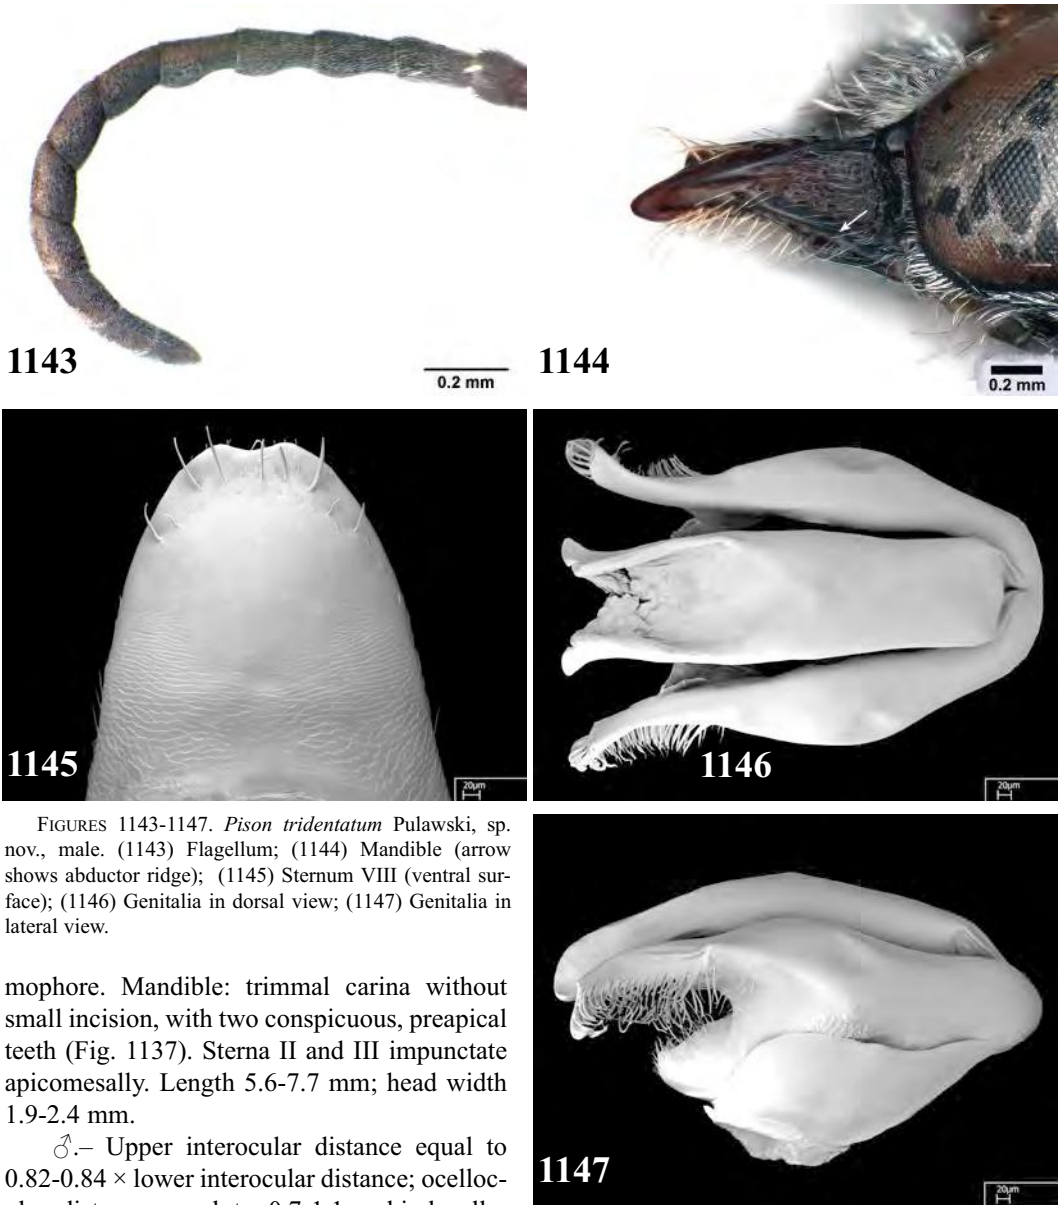 1143
0.2 mm
1144
0.2 mm
1145
20µm
1146
20µm
FIGURES 1143-1147. Pison tridentatum Pulawski, sp.
nov., male. (1143) Flagellum; (1144) Mandible (arrow
shows abductor ridge); (1145) Sternum VIII (ventral sur-
face); (1146) Genitalia in dorsal view; (1147) Genitalia in
lateral view.
mophore. Mandible: trimmal carina without
small incision, with two conspicuous, preapical
teeth (Fig. 1137). Sterna II and III impunctate
apicomesally. Length 5.6-7.7 mm; head width
1.9-2.4 mm.
♂.– Upper interocular distance equal to
0.82-0.84 × lower interocular distance; ocelloc-
1147
20µm